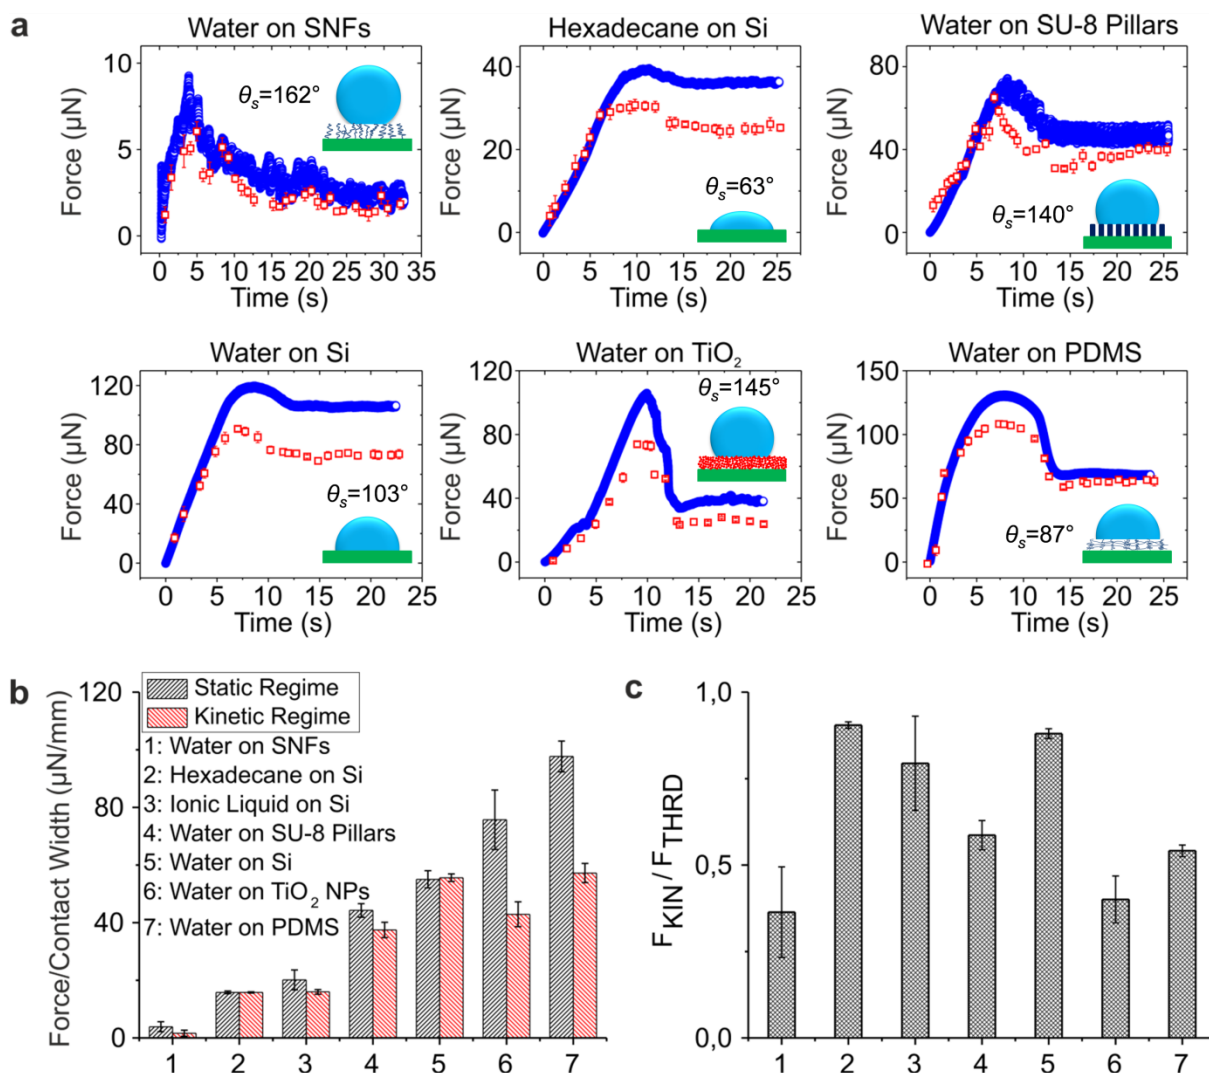 a
Water on SNFs
Hexadecane on Si
Water on SU-8 Pillars
Force (µN)
10
5
0
θs=162°
0 5 10 15 20 25 30 35
Time (s)
Force (µN)
40
20
0
θs=63°
0 5 10 15 20 25
Time (s)
Force (µN)
80
40
0
θs=140°
0 5 10 15 20 25
Time (s)
Water on Si
Water on TiO2
Water on PDMS
Force (µN)
120
80
40
0
θs=103°
0 5 10 15 20 25
Time (s)
Force (µN)
120
80
40
0
θs=145°
0 5 10 15 20 25
Time (s)
Force (µN)
150
100
50
0
θs=87°
0 5 10 15 20 25
Time (s)
b
Force/Contact Width (µN/mm)
120
80
40
0
Static Regime
Kinetic Regime
1: Water on SNFs
2: Hexadecane on Si
3: Ionic Liquid on Si
4: Water on SU-8 Pillars
5: Water on Si
6: Water on TiO2 NPs
7: Water on PDMS
1 2 3 4 5 6 7
c
FKIN/FTHRD
1,0
0,5
0,0
1 2 3 4 5 6 7